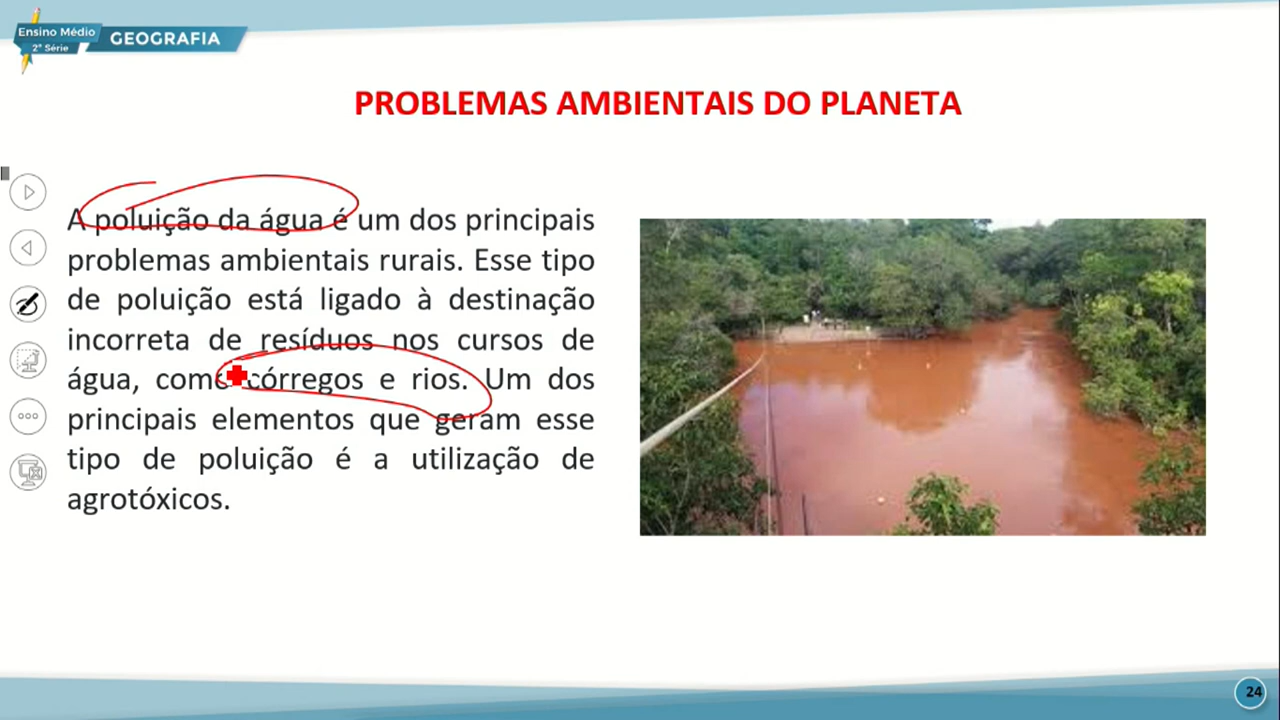 Ensino Médio
2ª Série
GEOGRAFIA
PROBLEMAS AMBIENTAIS DO PLANETA
A poluição da água é um dos principais
problemas ambientais rurais. Esse tipo
de poluição está ligado à destinação
incorreta de resíduos nos cursos de
água, como córregos e rios. Um dos
principais elementos que geram esse
tipo de poluição é a utilização de
agrotóxicos.
24